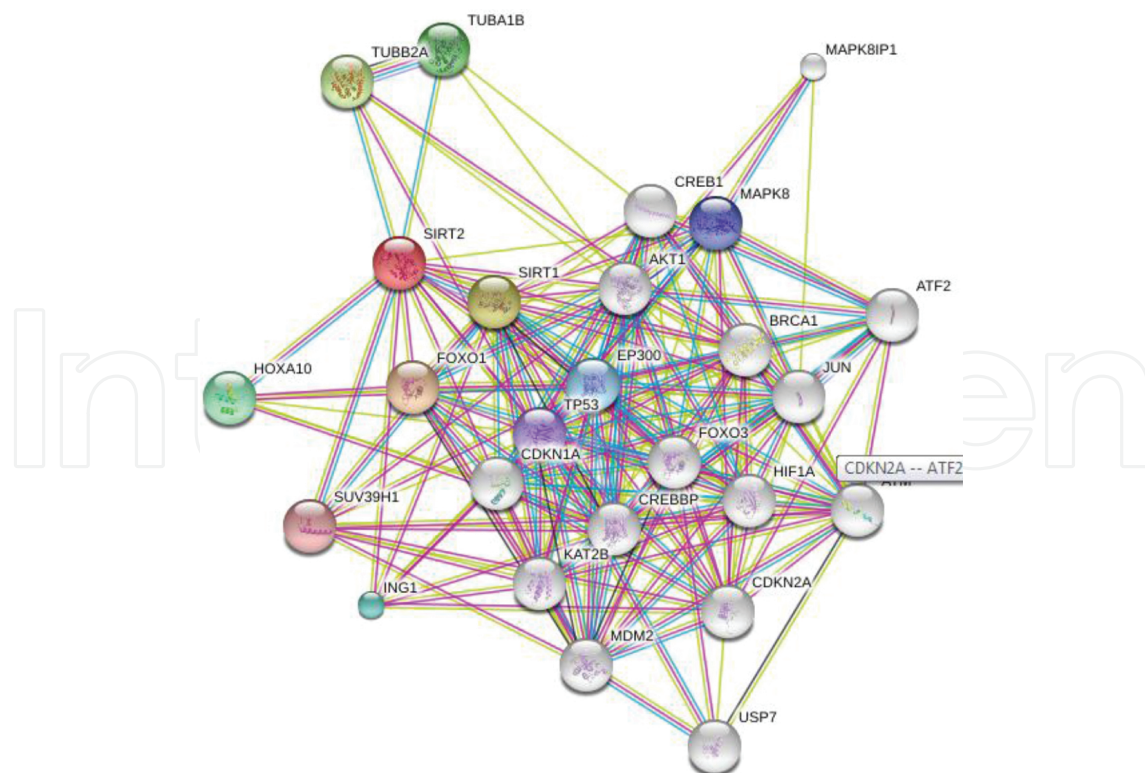 TUBA1B
TUBB2A
MAPK8IP1
CREB1
MAPK8
SIRT2
AKT1
SIRT1
ATF2
BRCA1
EP300
FOXO1
JUN
HOXA10
TP53
FOXO3
CDKN1A
CDKN2A -- ATF2
HIF1A
ATM
SUV39H1
CREBBP
KAT2B
CDKN2A
ING1
MDM2
USP7